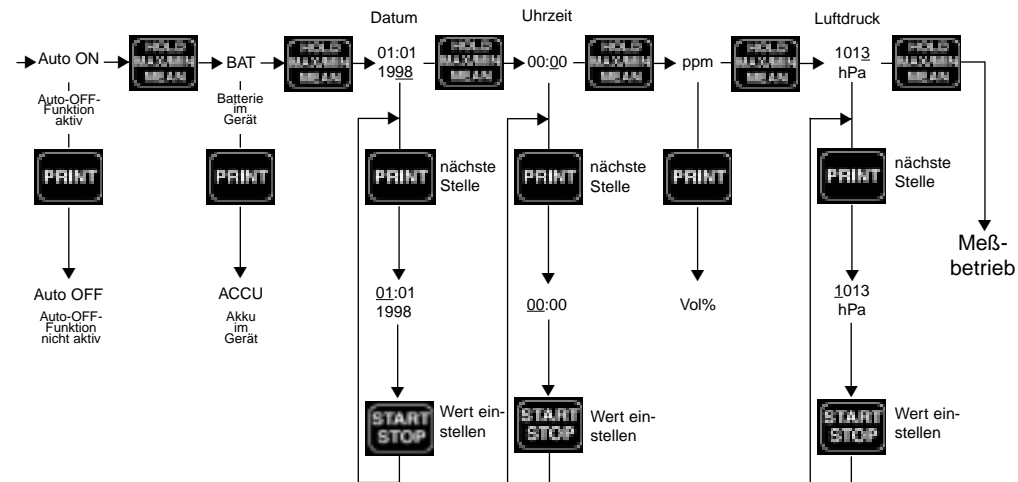 Datum
Uhrzeit
Luftdruck
Auto ON
HOLD
MAX/MIN
MEAN
BAT
HOLD
MAX/MIN
MEAN
01:01
1998
HOLD
MAX/MIN
MEAN
00:00
HOLD
MAX/MIN
MEAN
ppm
HOLD
MAX/MIN
MEAN
1013
hPa
HOLD
MAX/MIN
MEAN
Auto-OFF-
Funktion
aktiv
Batterie
im
Gerät
PRINT
PRINT
PRINT
nächste
Stelle
PRINT
nächste
Stelle
PRINT
PRINT
nächste
Stelle
Meß-
betrieb
Auto OFF
Auto-OFF-
Funktion
nicht aktiv
ACCU
Akku
im
Gerät
01:01
1998
00:00
Vol%
1013
hPa
START
STOP
Wert ein-
stellen
START
STOP
Wert ein-
stellen
START
STOP
Wert ein-
stellen